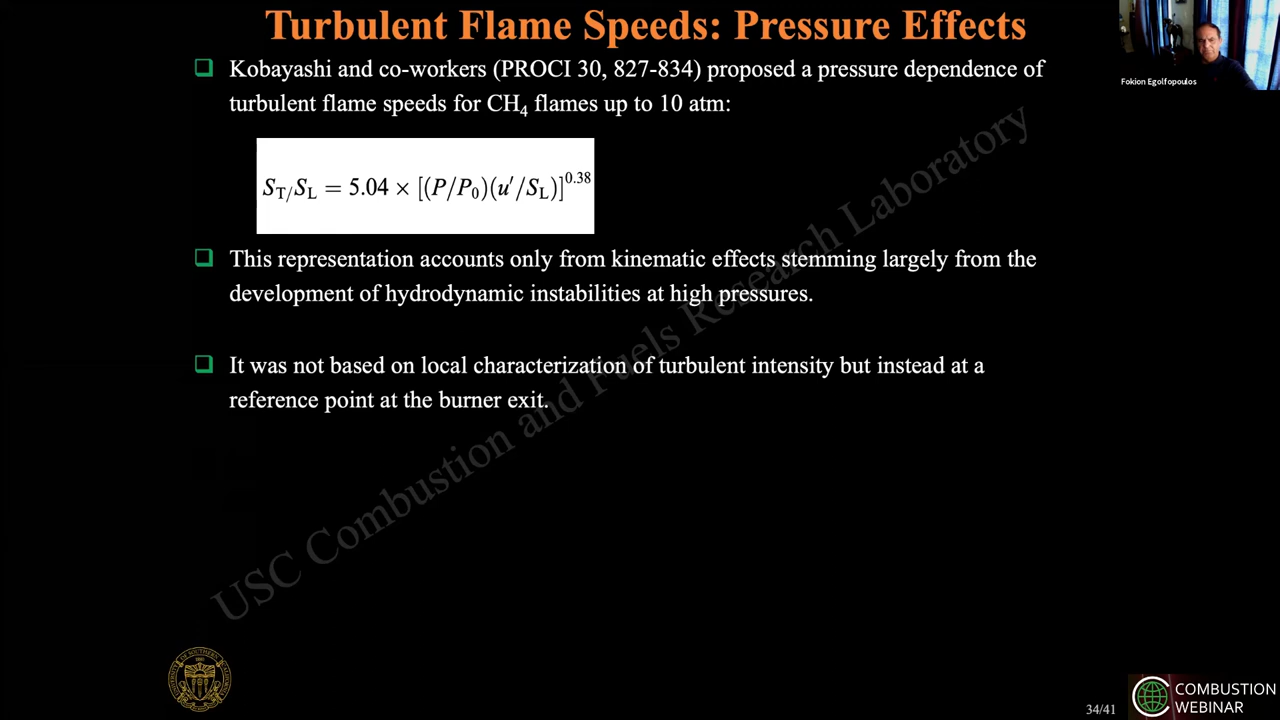 Turbulent Flame Speeds: Pressure Effects
Fokion Egolfopoulos
❑ Kobayashi and co-workers (PROCI 30, 827-834) proposed a pressure dependence of
turbulent flame speeds for CH₄ flames up to 10 atm:
S_T/S_L = 5.04 × [(P/P₀)(u′/S_L)]^0.38
❑ This representation accounts only from kinematic effects stemming largely from the
development of hydrodynamic instabilities at high pressures.
❑ It was not based on local characterization of turbulent intensity but instead at a
reference point at the burner exit.
USC Combustion and Fuels Research Laboratory
34/41
COMBUSTION
WEBINAR